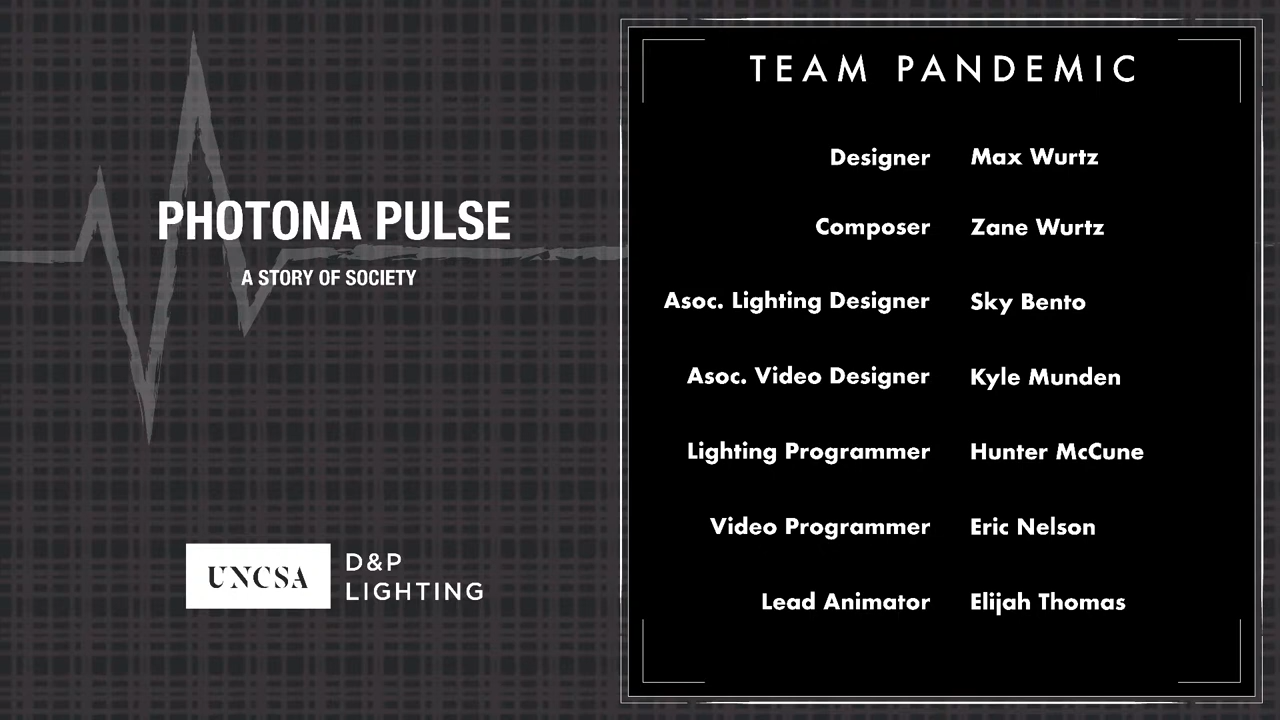 PHOTONA PULSE
A STORY OF SOCIETY
UNCSA
D&P
LIGHTING
TEAM PANDEMIC
Designer Max Wurtz
Composer Zane Wurtz
Asoc. Lighting Designer Sky Bento
Asoc. Video Designer Kyle Munden
Lighting Programmer Hunter McCune
Video Programmer Eric Nelson
Lead Animator Elijah Thomas